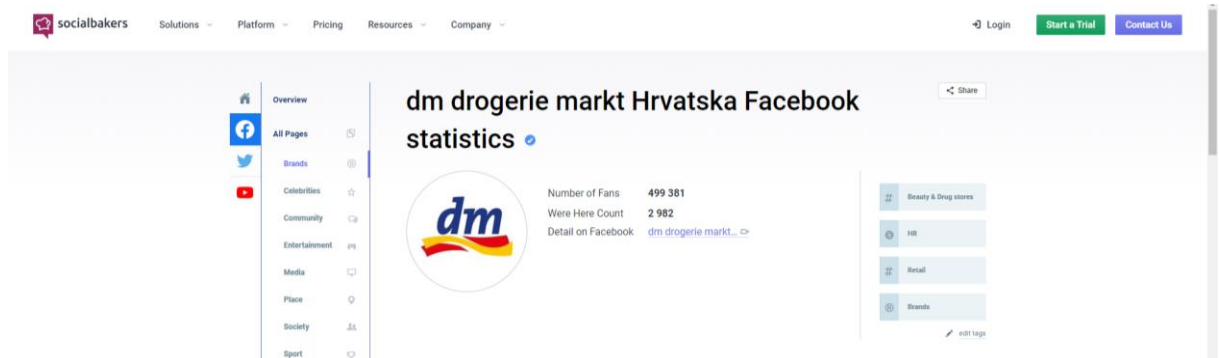 socialbakers
Solutions
Platform
Pricing
Resources
Company
Login
Start a Trial
Contact Us
Overview
All Pages
Brands
Celebrities
Community
Entertainment
Media
Place
Society
Sport
dm drogerie markt Hrvatska Facebook
statistics
Share
dm
Number of Fans 499 381
Were Here Count 2 982
Detail on Facebook dm drogerie markt...
# Beauty & Drug stores
HR
# Retail
Brands
edit tags